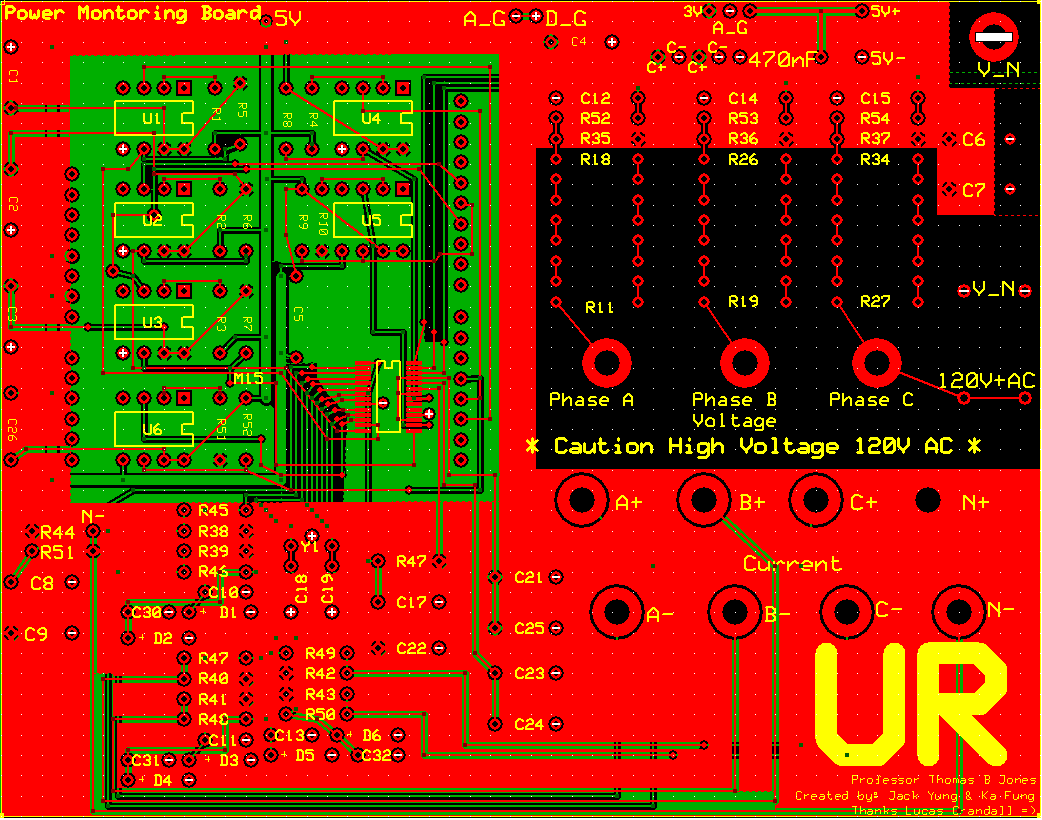 Power Montoring Board
5V
A_G D_G
3V
A_G
5V+
C4
C-
C-
C+
C+
470nF
5V-
V_N
C1
R1
R5
R8
R4
U1
U4
C12
C14
C15
R52
R53
R54
R35
R36
R37
C6
R18
R26
R34
C7
C2
U2
R2
R6
R9
R10
U5
V_N
C3
U3
R3
R7
C5
R11
R19
R27
M15
120V+AC
Phase A
Phase B
Phase C
Voltage
* Caution High Voltage 120V AC *
C26
U6
R51
R52
A+
B+
C+
N+
N-
R44
R51
R45
R38
R39
R46
Y1
R47
C8
C10
C18
C19
C17
C21
Current
C30
D1
+ D2
A-
B-
C-
N-
C9
C25
C22
R47
R40
R41
R48
R49
R42
R43
R50
C23
C24
C11
C13
+ D6
C31
+ D3
+ D5
C32
+ D4
UR
Professor Thomas B Jones
Created by: Jack Yung & Ka-Fung
Thanks Lucas Crandall =)